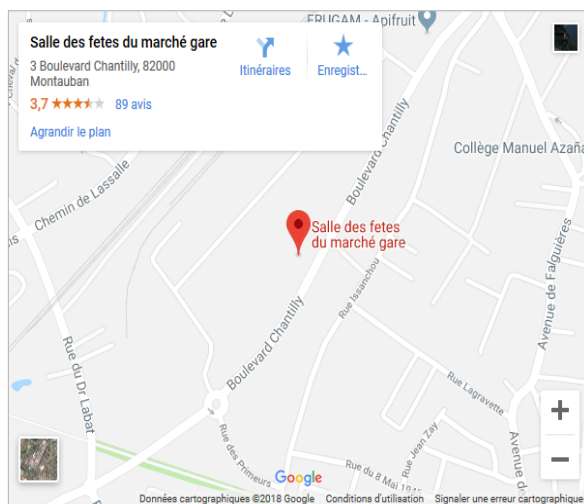 ERUGAM - Apifruit
Salle des fetes du marché gare
3 Boulevard Chantilly, 82000
Montauban
3,7
89 avis
Agrandir le plan
Itinéraires
Enregist...
Collège Manuel Azaña
Chemin de Lassalle
Boulevard Chantilly
Salle des fetes
du marché gare
Rue Issanchou
Avenue de Falguières
Boulevard Chantilly
Rue du Dr Labat
Rue Lagravette
Rue des Primeurs
Rue Jean Zay
Rue du 8 Mai 1945
Avenue de
Google
Données cartographiques ©2018 Google
Conditions d'utilisation
Signaler une erreur cartographique